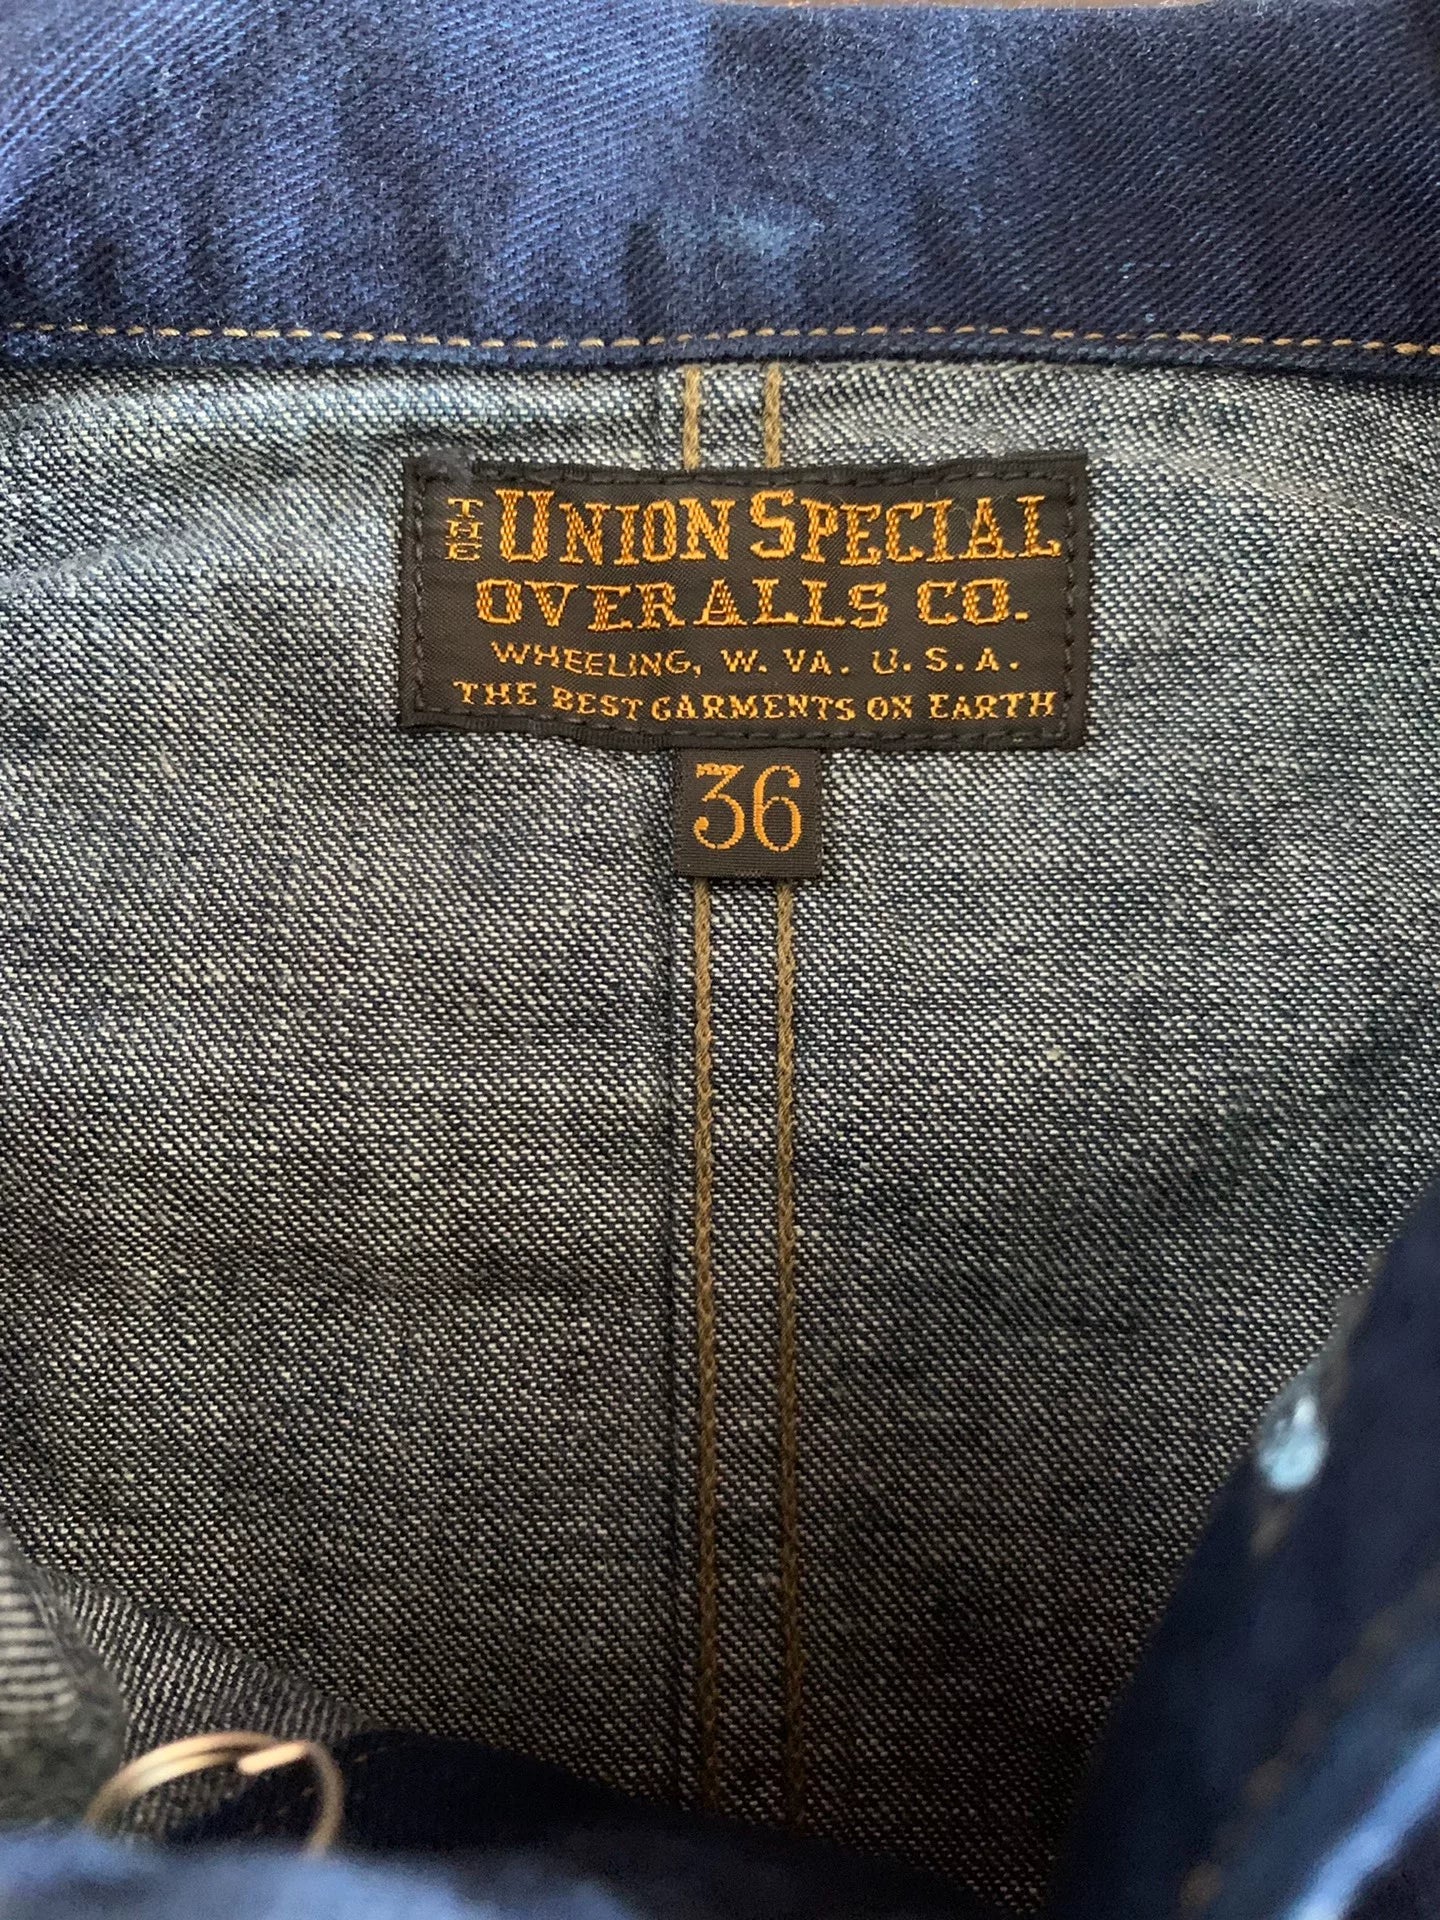 THE UNION SPECIAL
OVERALLS CO.
WHEELING, W. VA. U.S.A.
THE BEST GARMENTS ON EARTH
36